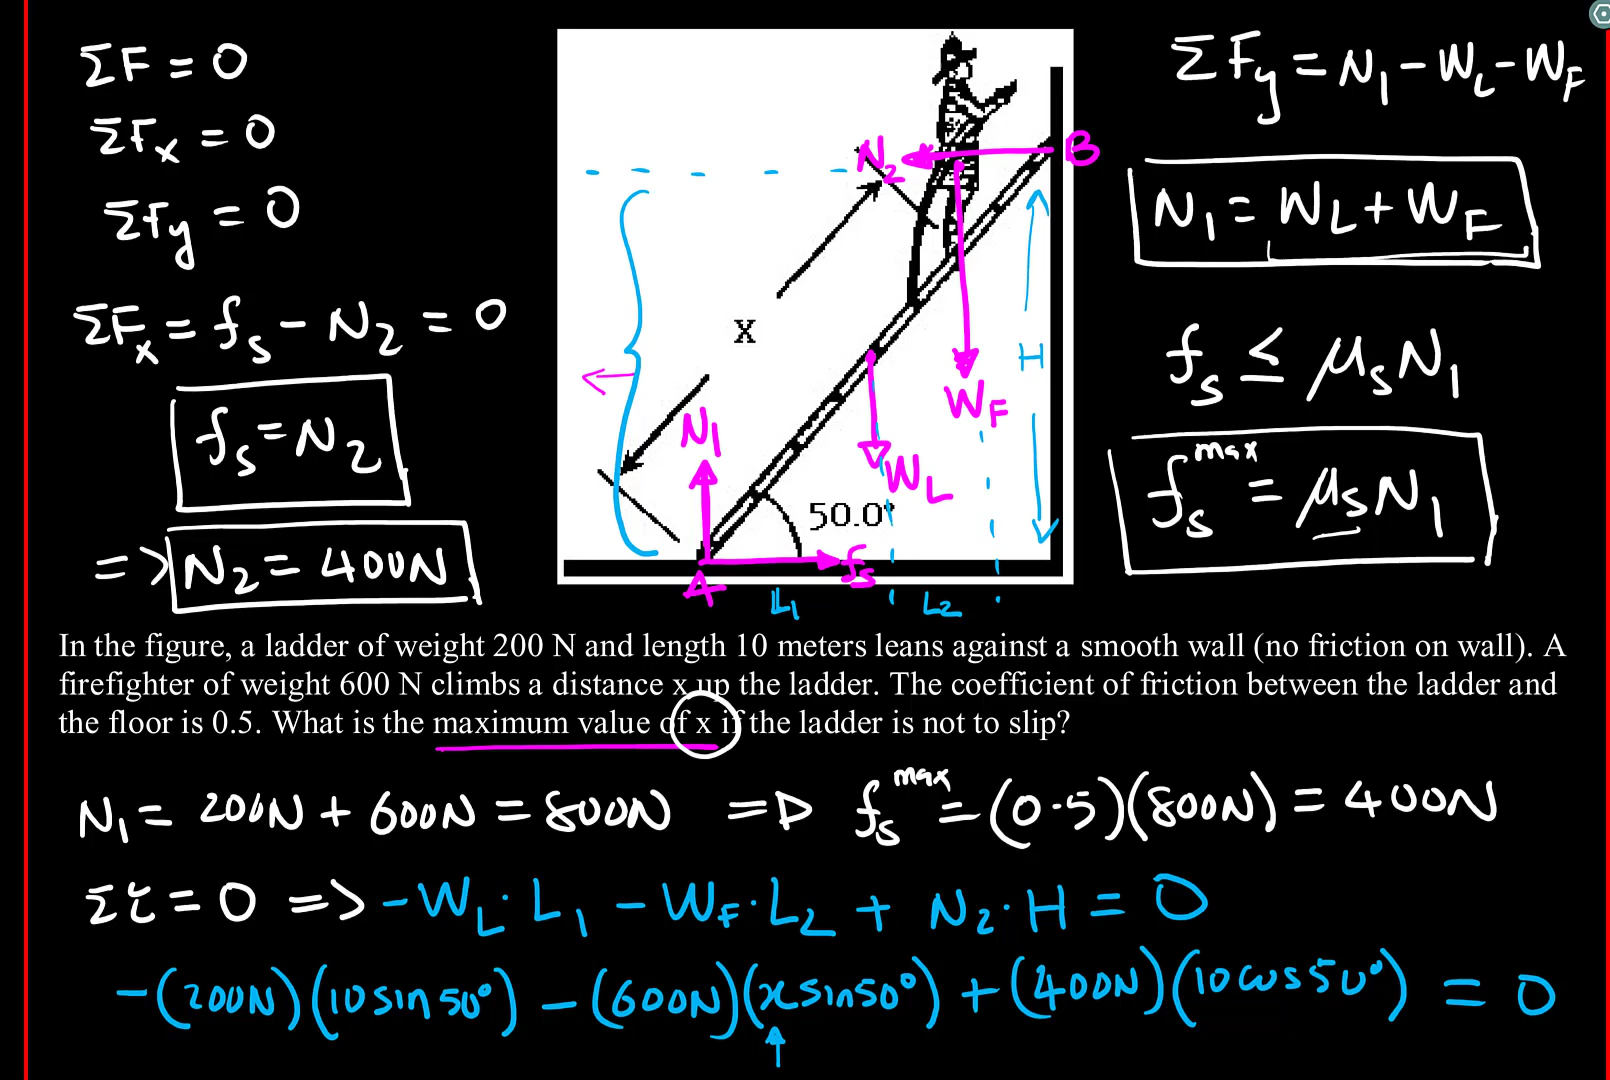 ΣF = 0
ΣFx = 0
Σfy = 0
ΣFx = fs - N2 = 0
fs = N2
=> N2 = 400N
N2
B
X
H
N1
WF
WL
50.0°
fs
A
L1
L2
ΣFy = N1 - WL - WF
N1 = WL + WF
fs ≤ μsN1
fs max = μsN1
In the figure, a ladder of weight 200 N and length 10 meters leans against a smooth wall (no friction on wall). A
firefighter of weight 600 N climbs a distance x up the ladder. The coefficient of friction between the ladder and
the floor is 0.5. What is the maximum value of x if the ladder is not to slip?
N1 = 200N + 600N = 800N => fs max = (0.5)(800N) = 400N
Στ = 0 => -WL·L1 - WF·L2 + N2·H = 0
-(200N)(10sin50°) - (600N)(xsin50°) + (400N)(10cos50°) = 0